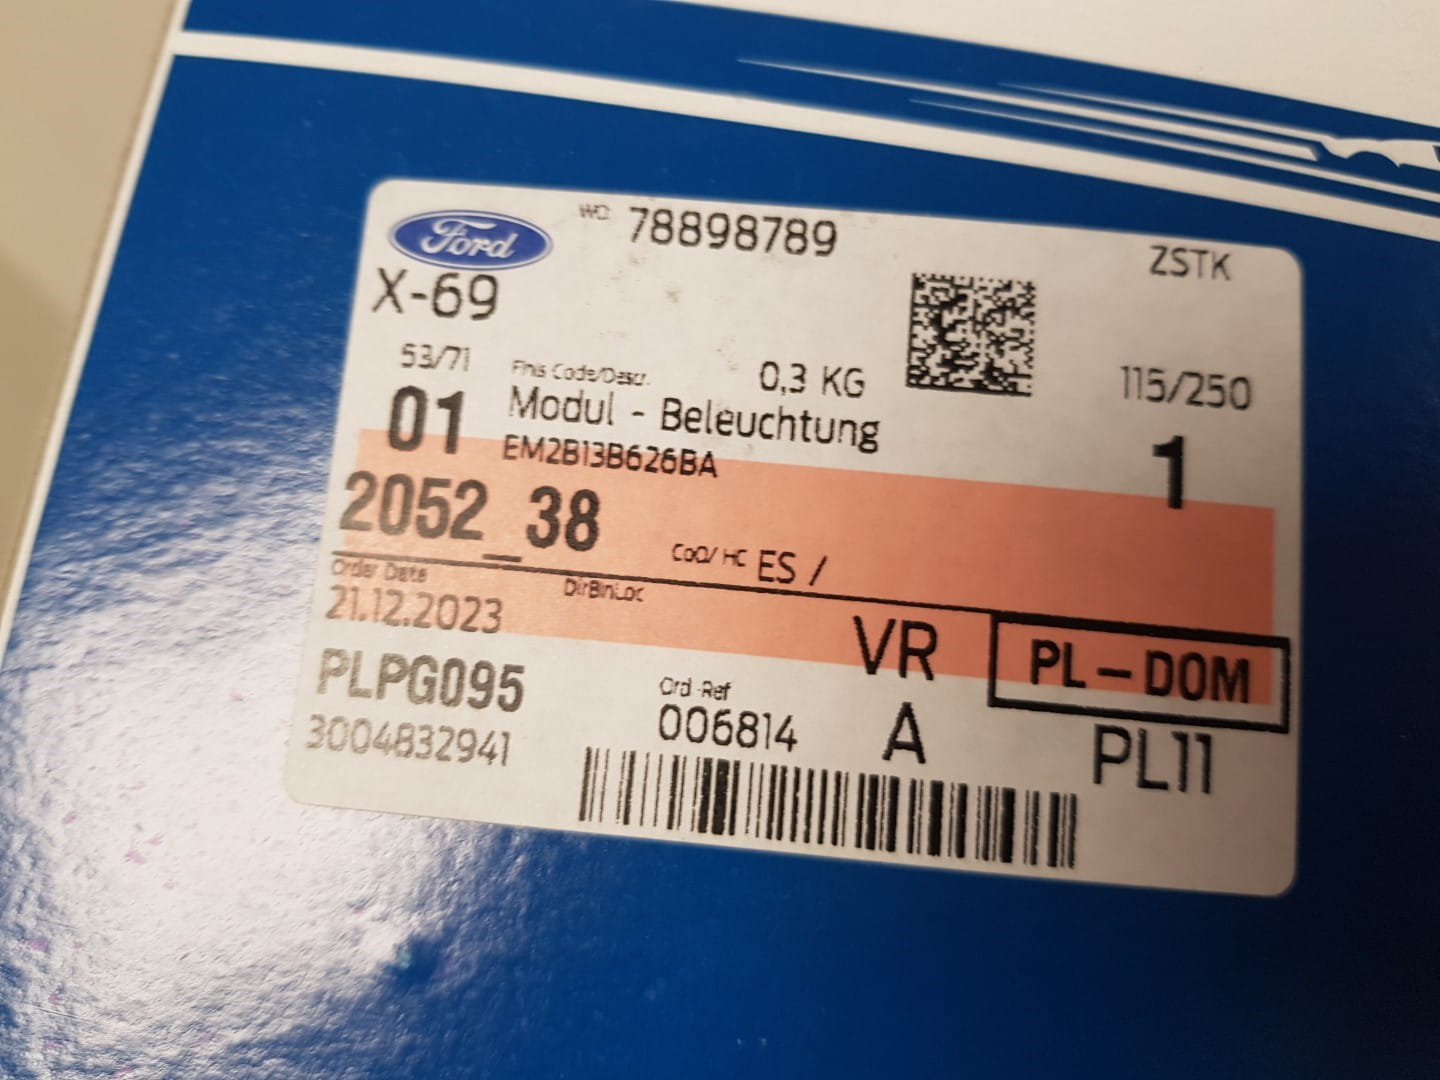 Ford
WO: 78898789
ZSTK
X-69
53/71
Finis Code/Descr.
0,3 KG
115/250
01
Modul - Beleuchtung
1
EM2B13B626BA
2052_38
CoO/ HC ES /
Order Date
DirBinLoc
21.12.2023
VR
PL-DOM
PLPG095
Ord -Ref
006814
A
PL11
3004832941